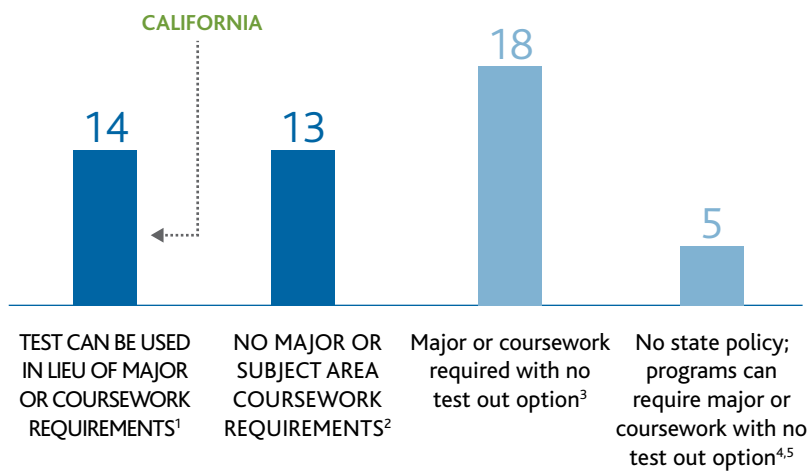 CALIFORNIA
14
13
18
5
TEST CAN BE USED
IN LIEU OF MAJOR
OR COURSEWORK
REQUIREMENTS¹
NO MAJOR OR
SUBJECT AREA
COURSEWORK
REQUIREMENTS²
Major or coursework
required with no
test out option³
No state policy;
programs can
require major or
coursework with no
test out option⁴,⁵